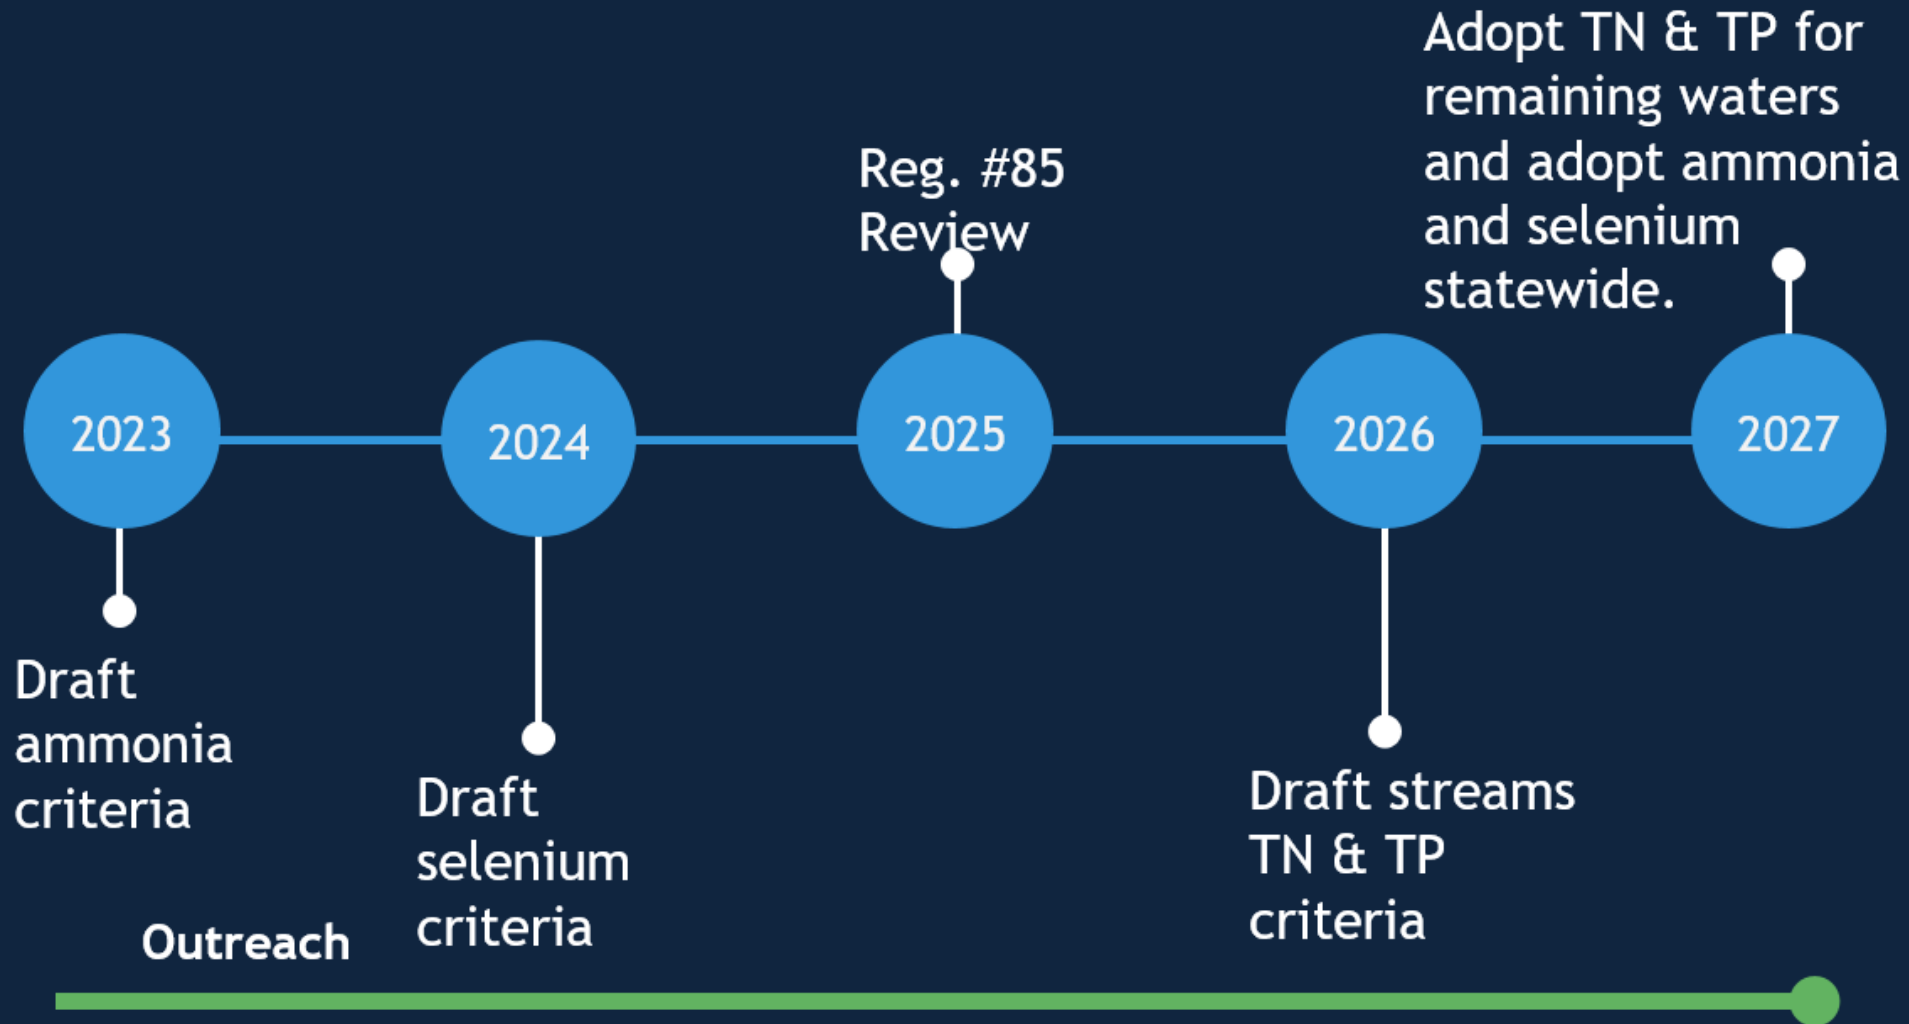 Adopt TN & TP for
remaining waters
and adopt ammonia
and selenium
statewide.
Reg. #85
Review
2023
2024
2025
2026
2027
Draft
ammonia
criteria
Draft
selenium
criteria
Draft streams
TN & TP
criteria
Outreach